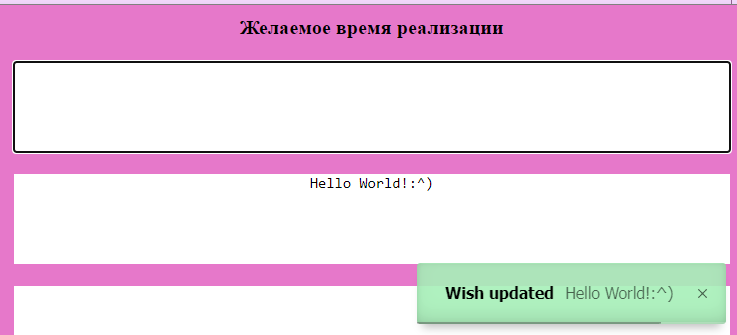 Желаемое время реализации
Hello World!:^)
Wish updated Hello World!:^) ×